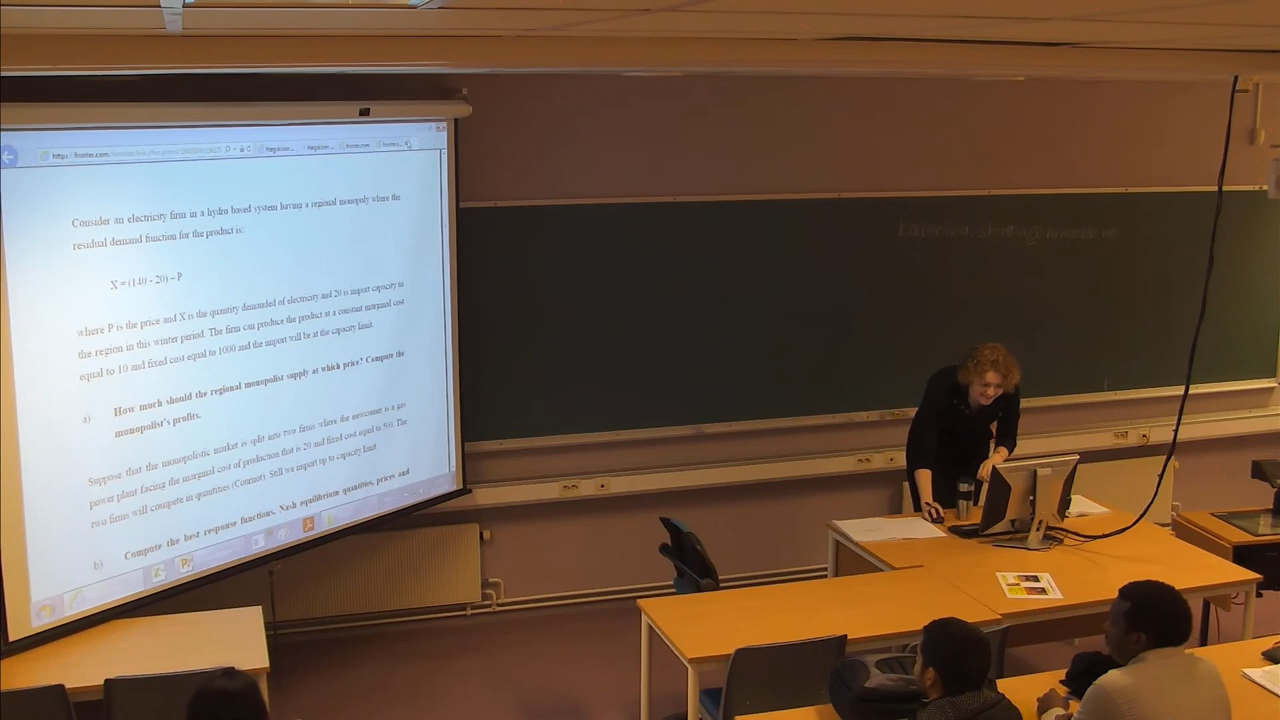 https://fronter.com
fronter.com
Consider an electricity firm in a hydro based system having a regional monopoly where the
residual demand function for the product is:
X = (140 - 20) – P
where P is the price and X is the quantity demanded of electricity and 20 is import capacity to
the region in this winter period. The firm can produce the product at a constant marginal cost
equal to 10 and fixed cost equal to 1000 and the import will be at the capacity limit.
a) How much should the regional monopolist supply at which price? Compute the
monopolist's profits.
Suppose that the monopolistic market is split into two firms where the newcomer is a gas
power plant facing the marginal cost of production that is 20 and fixed cost equal to 500. The
two firms will compete in quantities (Cournot). Still we import up to capacity limit.
b) Compute the best response functions, Nash equilibrium quantities, prices and